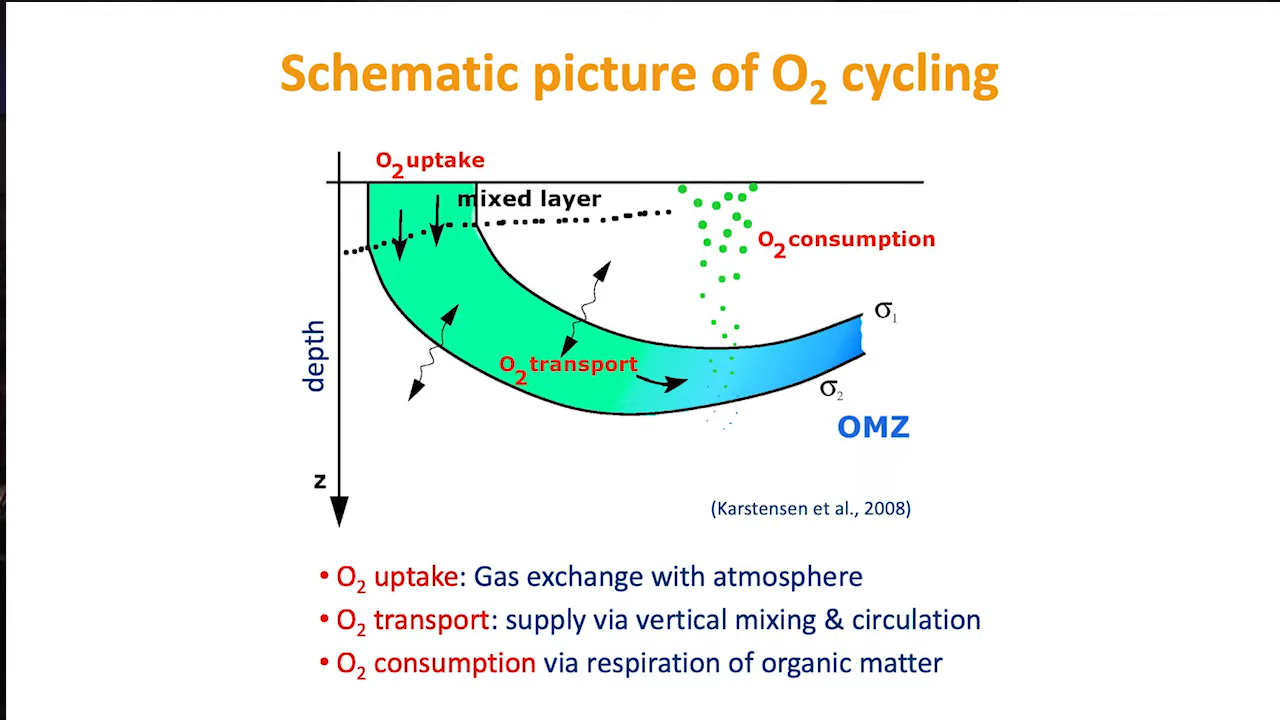 Schematic picture of O₂ cycling
O₂ uptake
mixed layer
O₂ consumption
σ₁
depth
O₂ transport
σ₂
OMZ
z
(Karstensen et al., 2008)
• O₂ uptake: Gas exchange with atmosphere
• O₂ transport: supply via vertical mixing & circulation
• O₂ consumption via respiration of organic matter